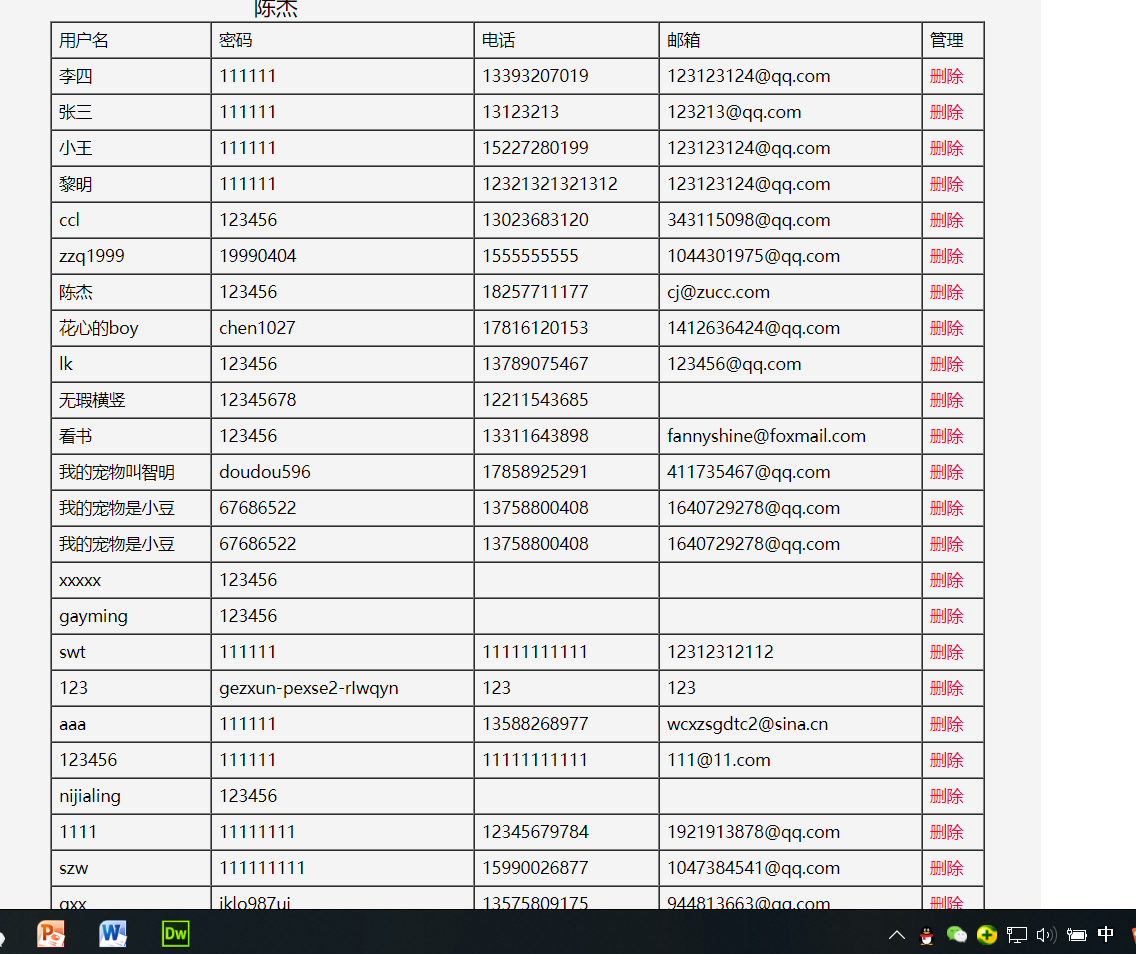 陈杰
用户名 密码 电话 邮箱 管理
李四 111111 13393207019 123123124@qq.com 删除
张三 111111 13123213 123213@qq.com 删除
小王 111111 15227280199 123123124@qq.com 删除
黎明 111111 12321321321312 123123124@qq.com 删除
ccl 123456 13023683120 343115098@qq.com 删除
zzq1999 19990404 1555555555 1044301975@qq.com 删除
陈杰 123456 18257711177 cj@zucc.com 删除
花心的boy chen1027 17816120153 1412636424@qq.com 删除
lk 123456 13789075467 123456@qq.com 删除
无瑕横竖 12345678 12211543685 删除
看书 123456 13311643898 fannyshine@foxmail.com 删除
我的宠物叫智明 doudou596 17858925291 411735467@qq.com 删除
我的宠物是小豆 67686522 13758800408 1640729278@qq.com 删除
我的宠物是小豆 67686522 13758800408 1640729278@qq.com 删除
xxxxx 123456 删除
gayming 123456 删除
swt 111111 11111111111 12312312112 删除
123 gezxun-pexse2-rlwqyn 123 123 删除
aaa 111111 13588268977 wcxzsgdtc2@sina.cn 删除
123456 111111 11111111111 111@11.com 删除
nijialing 123456 删除
1111 11111111 12345679784 1921913878@qq.com 删除
szw 111111111 15990026877 1047384541@qq.com 删除
13575809175 944813663@qq.com 删除
P W Dw 中